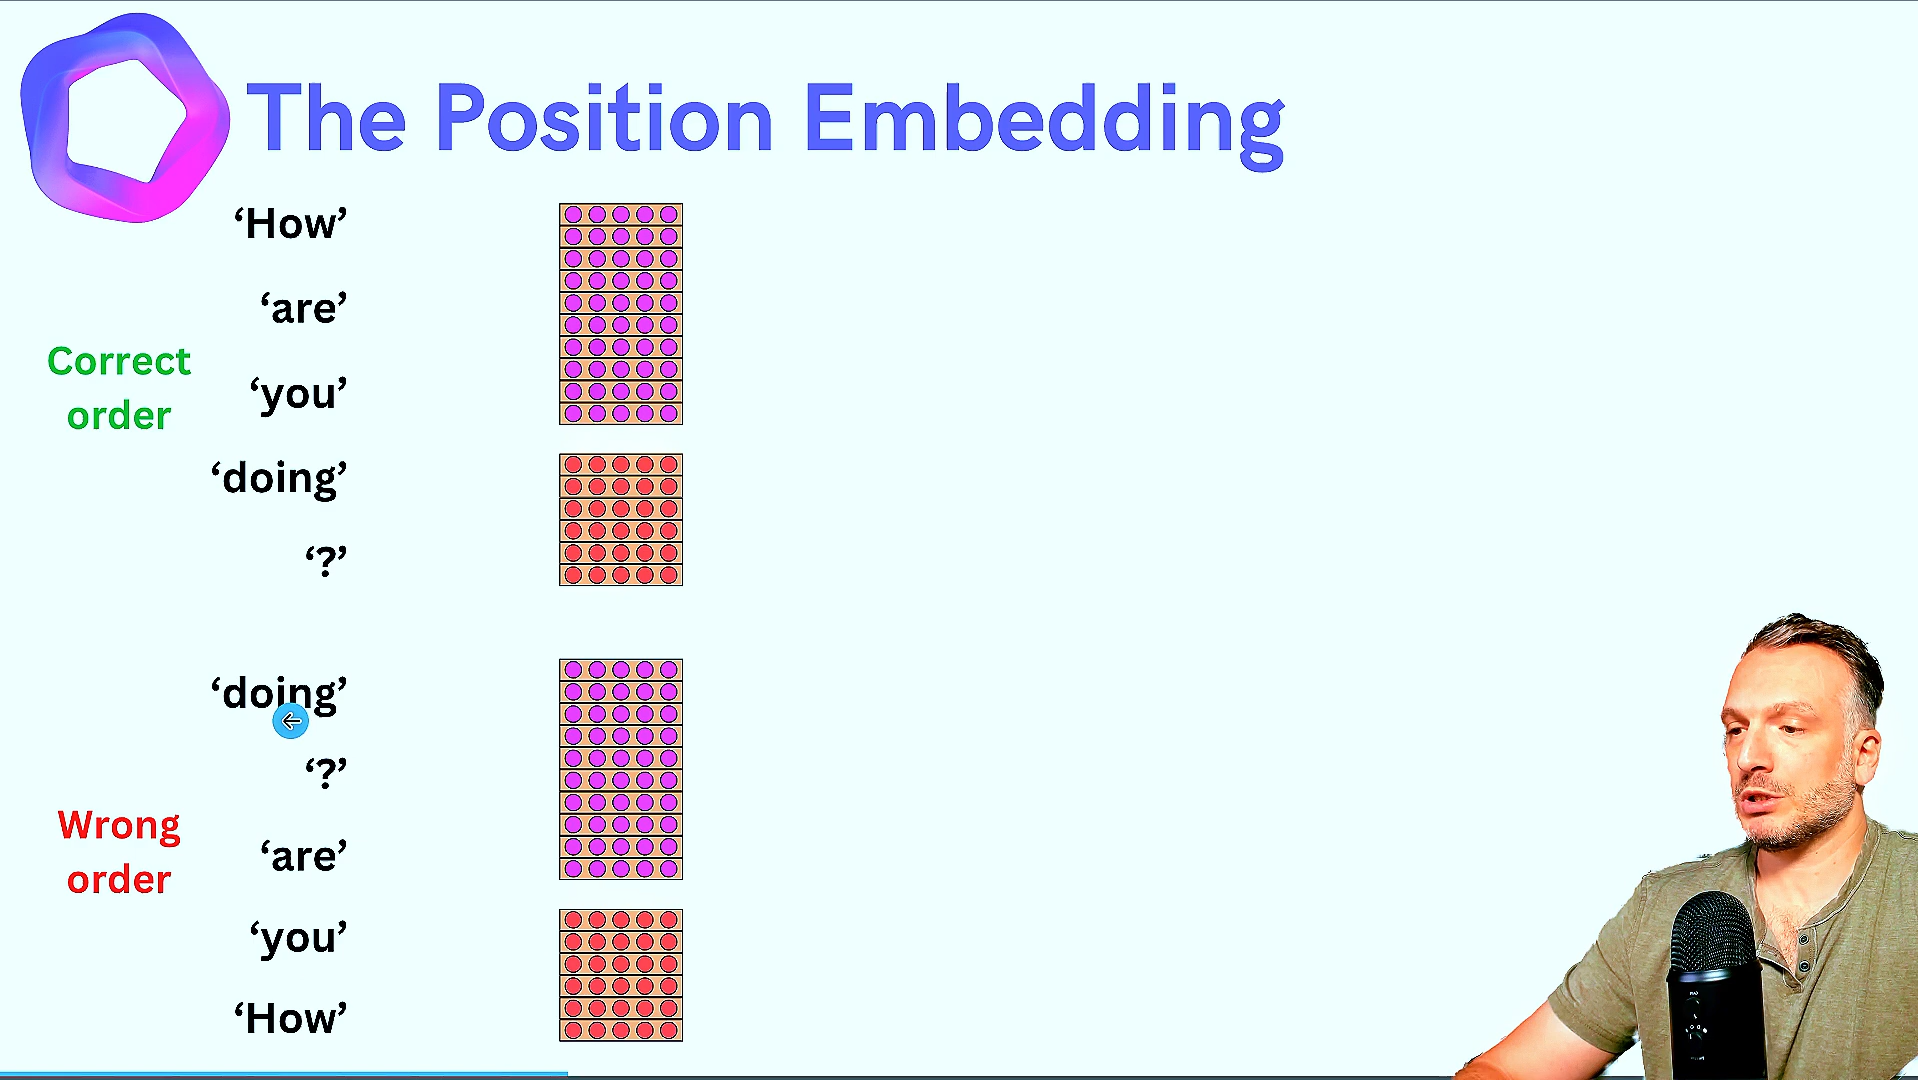 The Position Embedding
‘How’
‘are’
Correct
order
‘you’
‘doing’
‘?’
‘doing’
‘?’
Wrong
order
‘are’
‘you’
‘How’